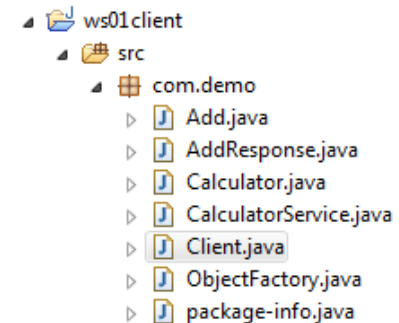 ws01client
src
com.demo
Add.java
AddResponse.java
Calculator.java
CalculatorService.java
Client.java
ObjectFactory.java
package-info.java